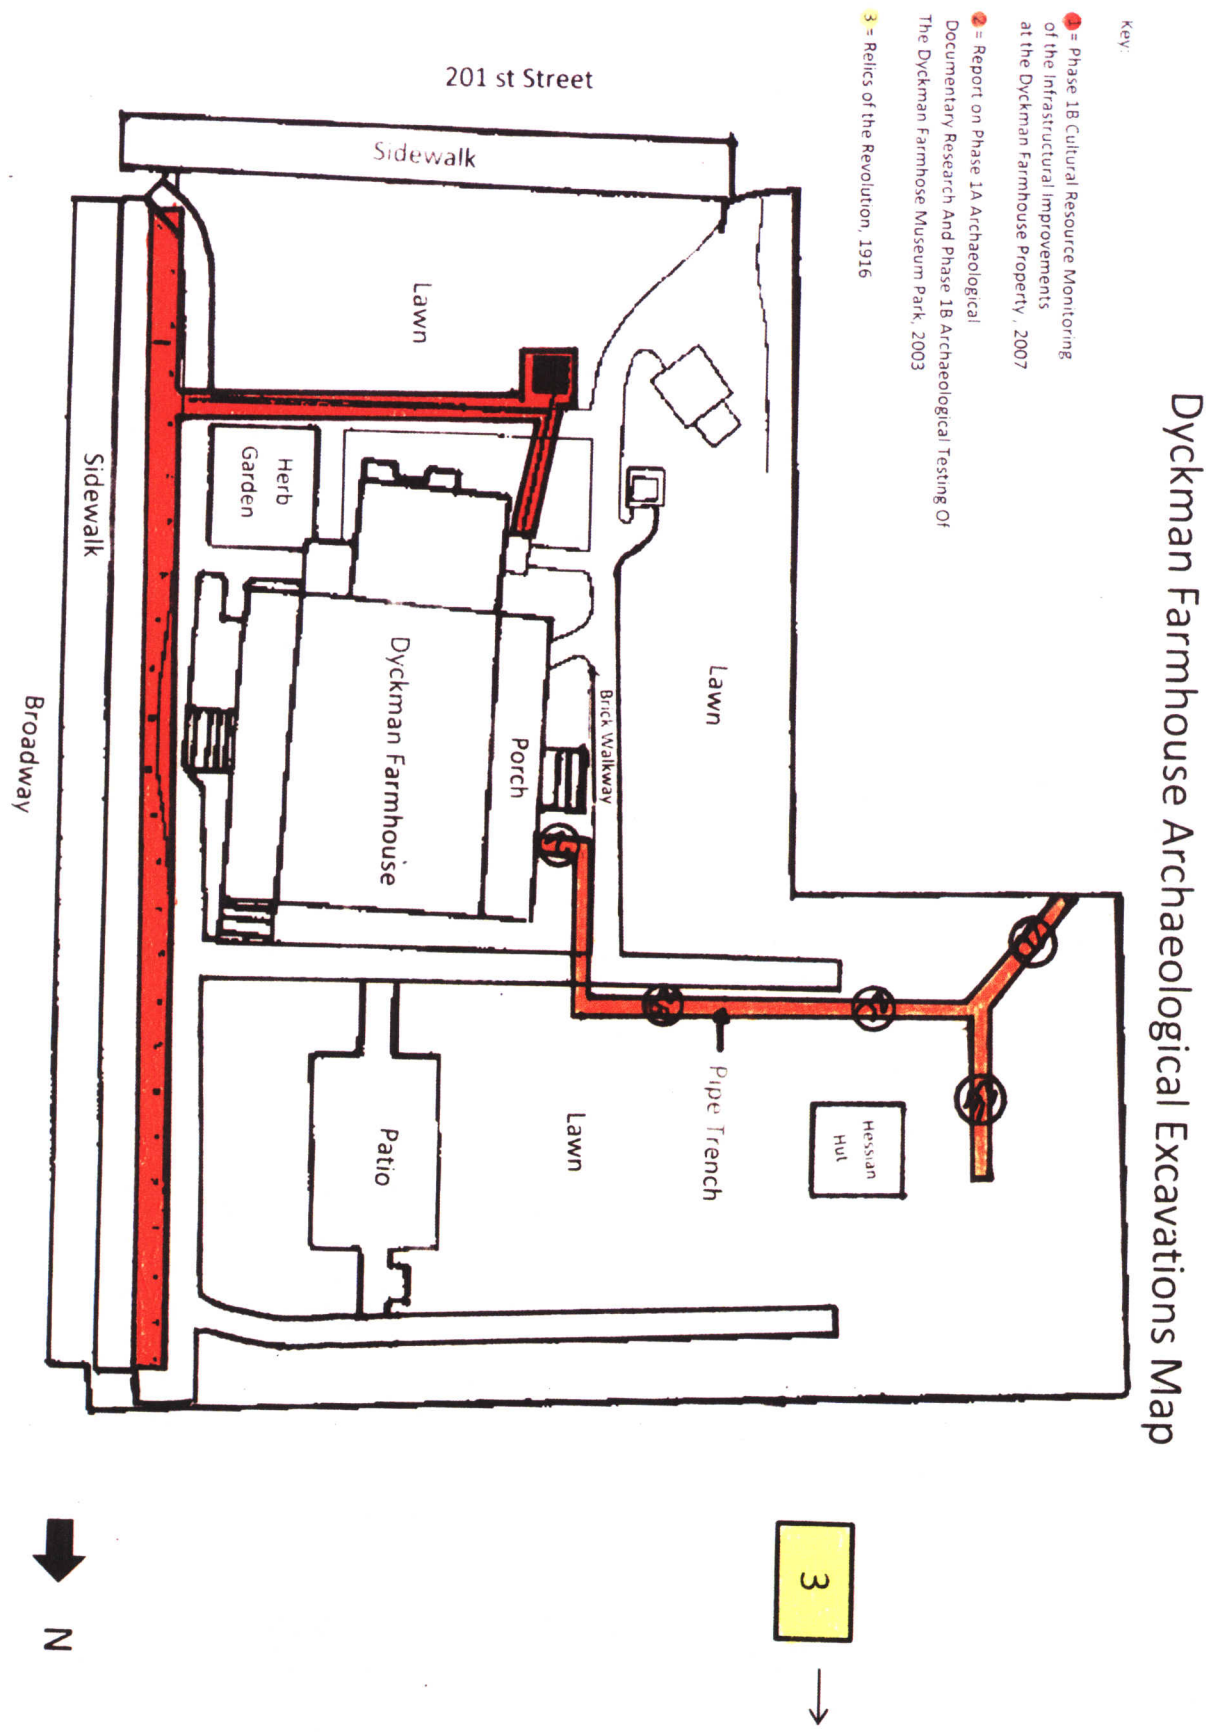 Dyckman Farmhouse Archaeological Excavations Map
Key:
1 = Phase 1B Cultural Resource Monitoring
of the Infrastructural Improvements
at the Dyckman Farmhouse Property , 2007
2 = Report on Phase 1A Archaeological
Documentary Research And Phase 1B Archaeological Testing Of
The Dyckman Farmhose Museum Park, 2003
3 = Relics of the Revolution, 1916
201 st Street
Sidewalk
Lawn
Lawn
Herb
Garden
Brick Walkway
Porch
Dyckman Farmhouse
Sidewalk
Broadway
Pipe Trench
Hessian
Hut
Lawn
Patio
3
N